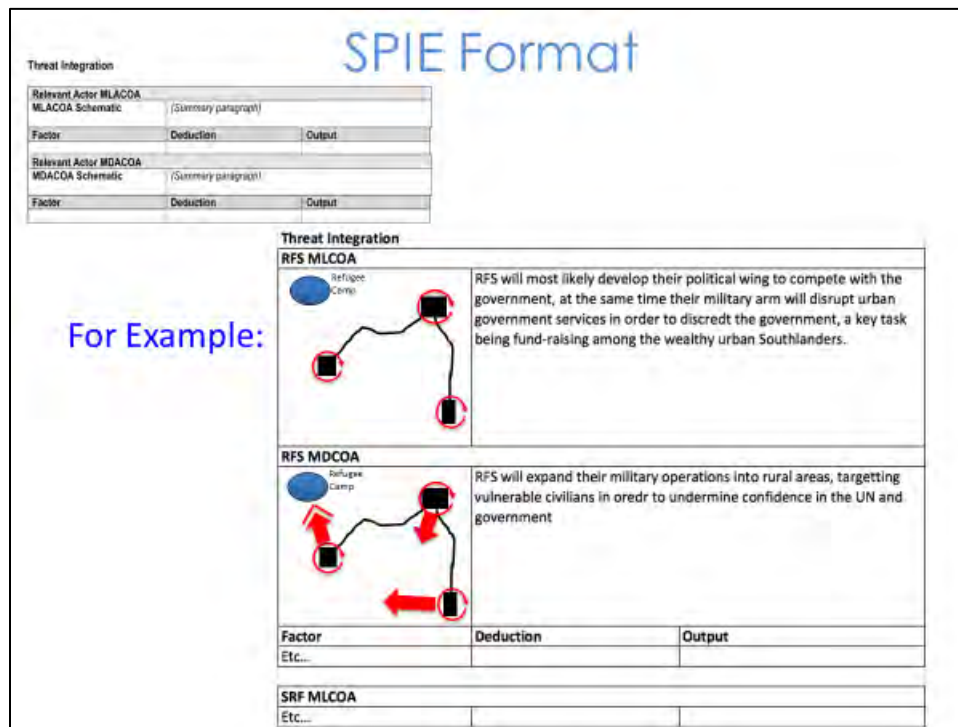 SPIE Format
Threat Integration
Relevant Actor MLACOA
MLACOA Schematic (Summary paragraph)
Factor Deduction Output
Relevant Actor MDACOA
MDACOA Schematic (Summary paragraph)
Factor Deduction Output
For Example:
Threat Integration
RFS MLCOA
Refugee
Camp
RFS will most likely develop their political wing to compete with the
government, at the same time their military arm will disrupt urban
government services in order to discredt the government, a key task
being fund-raising among the wealthy urban Southlanders.
RFS MDCOA
Refugee
Camp
RFS will expand their military operations into rural areas, targetting
vulnerable civilians in oredr to undermine confidence in the UN and
government
Factor Deduction Output
Etc...
SRF MLCOA
Etc...